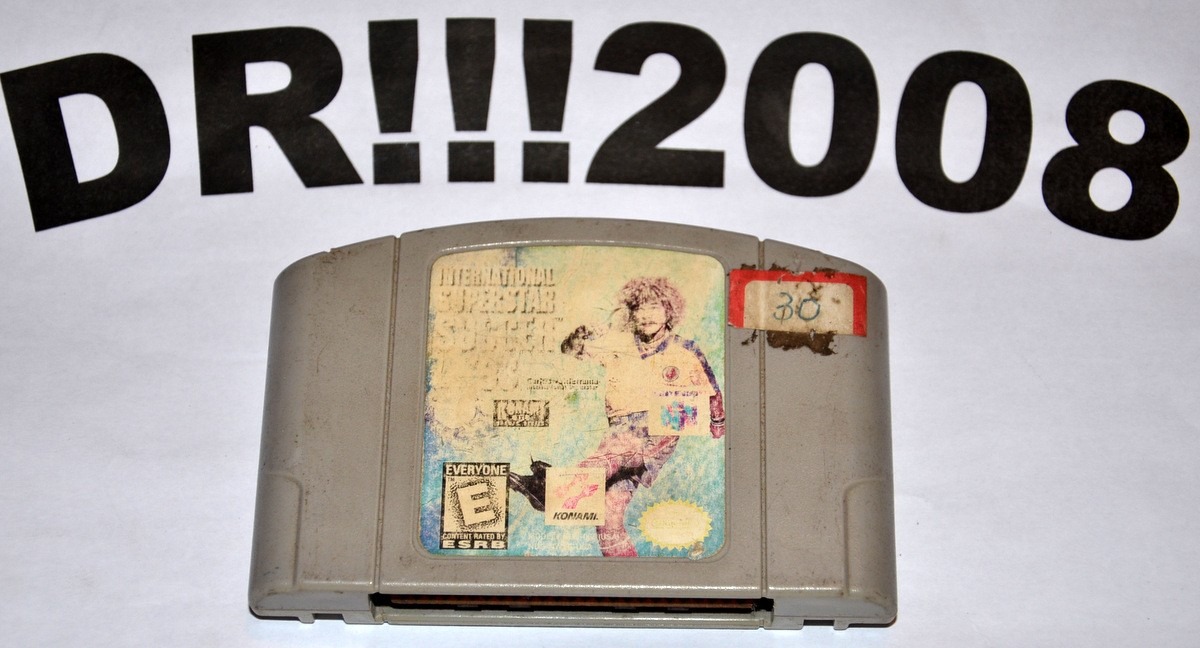 DR!!!2008
INTERNATIONAL
SUPERSTAR
SOCCER
30
EVERYONE
E
CONTENT RATED BY
ESRB
KONAMI